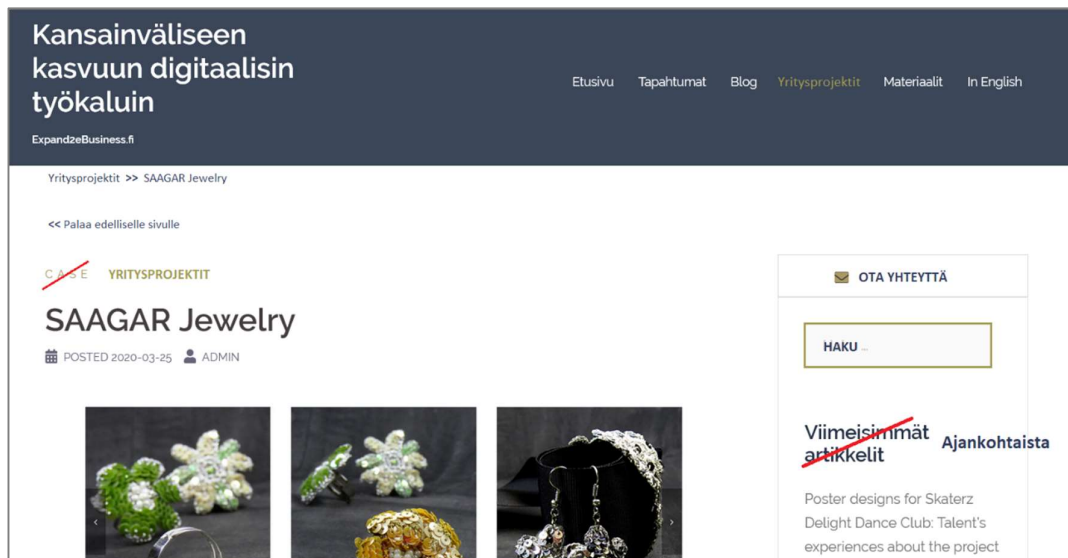 Kansainväliseen
kasvuun digitaalisin
työkaluin
Etusivu Tapahtumat Blog Yritysprojektit Materiaalit In English
Expand2eBusiness.fi
Yritysprojektit >> SAAGAR Jewelry
<< Palaa edelliselle sivulle
CASE YRITYSPROJEKTIT
SAAGAR Jewelry
POSTED 2020-03-25 ADMIN
OTA YHTEYTTÄ
HAKU ...
Viimeisimmät
artikkelit Ajankohtaista
Poster designs for Skaterz
Delight Dance Club: Talent's
experiences about the project